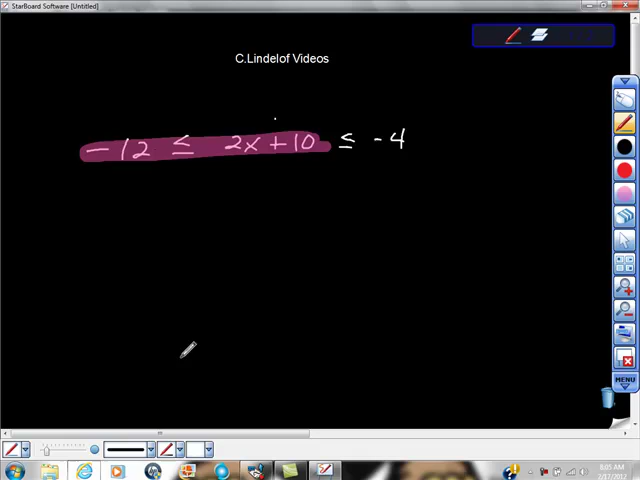 StarBoard Software [Untitled]
C.Lindelof Videos
-12 ≤ 2x + 10 ≤ -4
MENU
8:05 AM
2/17/2012